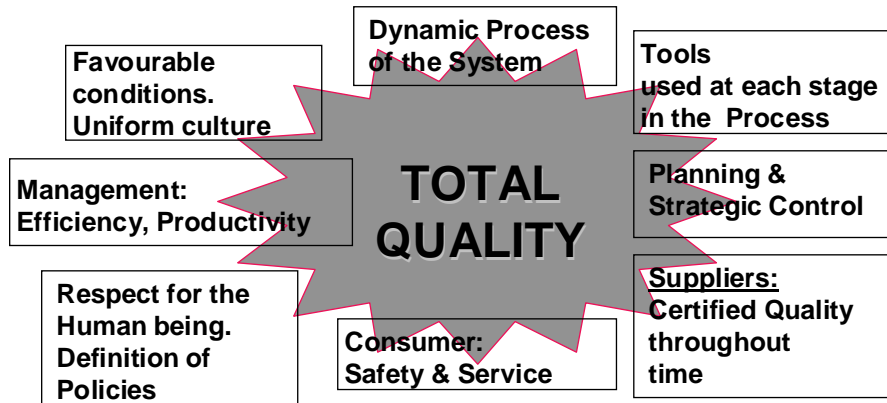 Dynamic Process
of the System
Favourable
conditions.
Uniform culture
Tools
used at each stage
in the Process
TOTAL
QUALITY
Management:
Efficiency, Productivity
Planning &
Strategic Control
Respect for the
Human being.
Definition of
Policies
Consumer:
Safety & Service
Suppliers:
Certified Quality
throughout
time